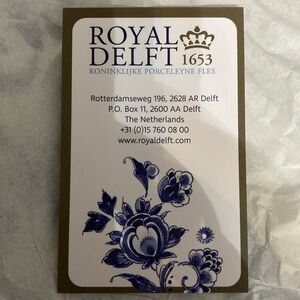 ROYAL
DELFT 1653
KONINKLIJKE PORCELEYNE FLES
Rotterdamseweg 196, 2628 AR Delft
P.O. Box 11, 2600 AA Delft
The Netherlands
+31 (0)15 760 08 00
www.royaldelft.com